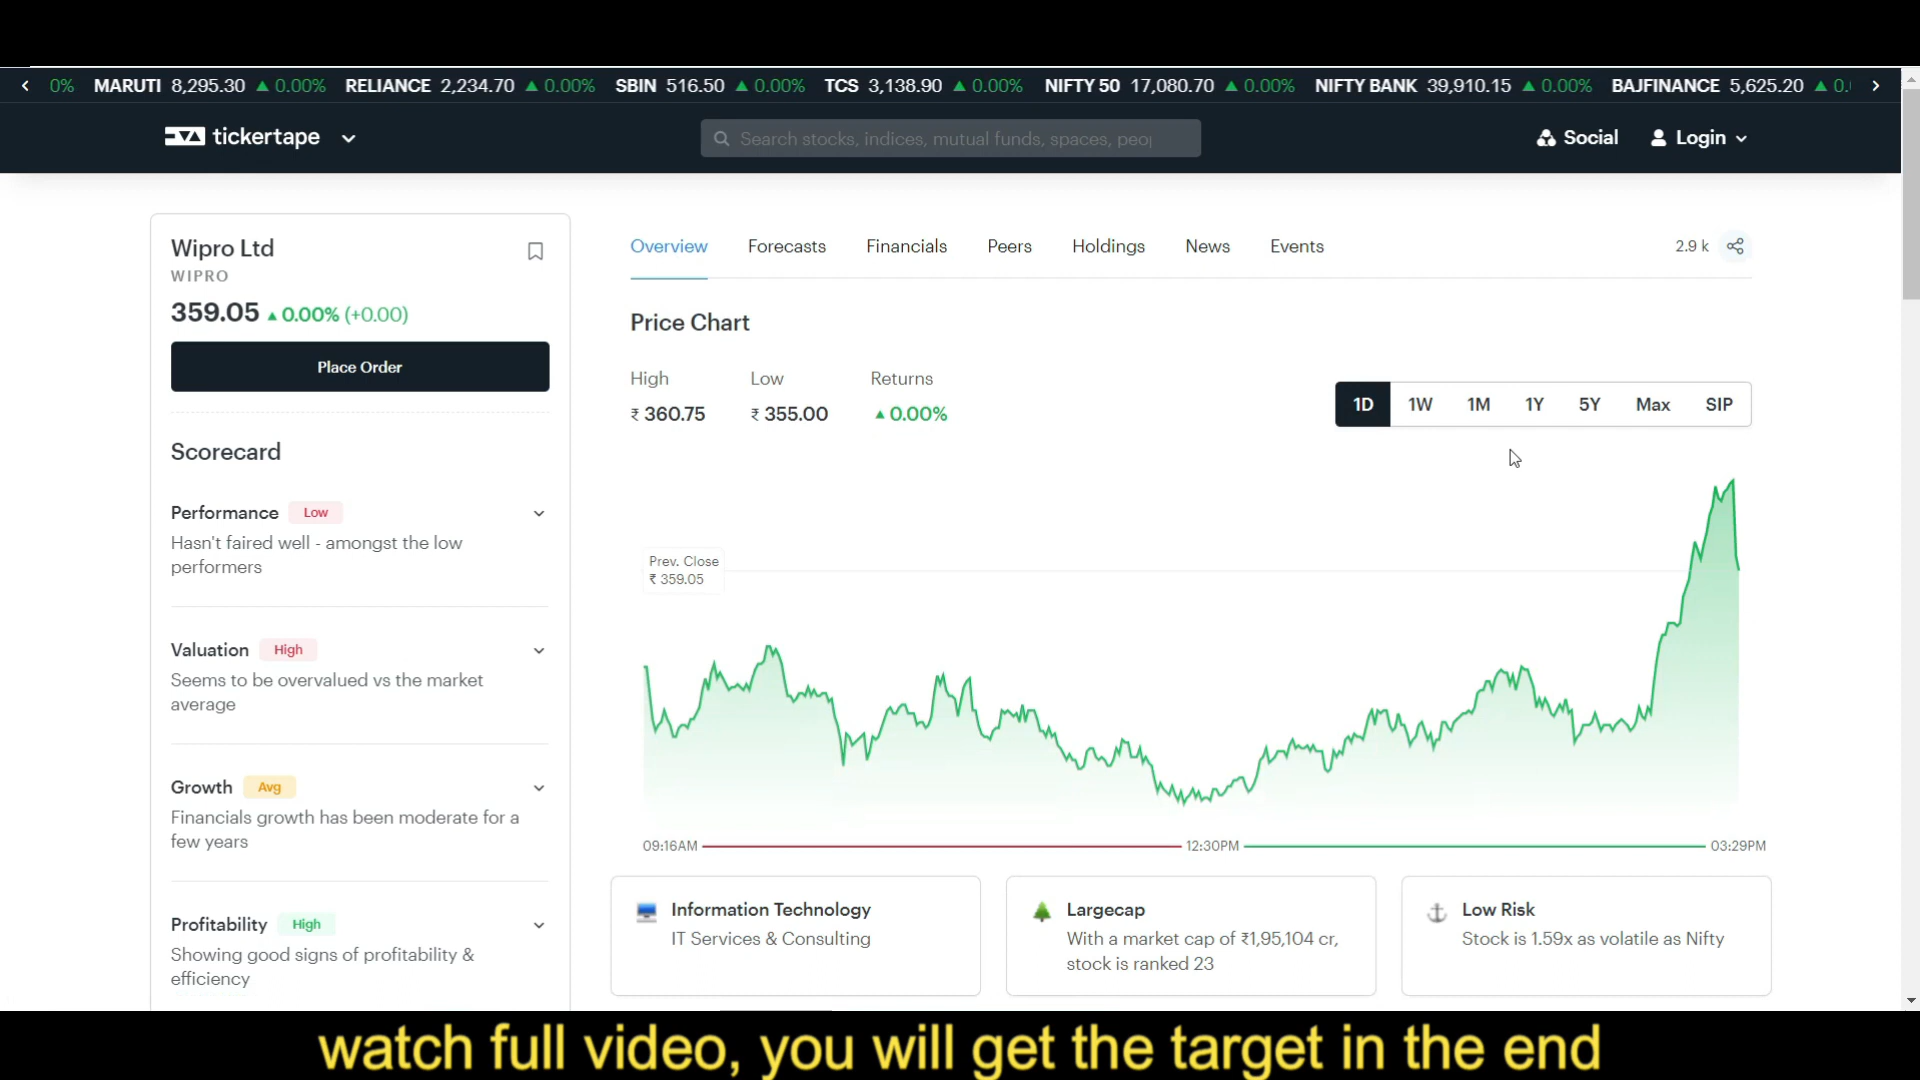 0% MARUTI 8,295.30 ▲ 0.00% RELIANCE 2,234.70 ▲ 0.00% SBIN 516.50 ▲ 0.00% TCS 3,138.90 ▲ 0.00% NIFTY 50 17,080.70 ▲ 0.00% NIFTY BANK 39,910.15 ▲ 0.00% BAJFINANCE 5,625.20 ▲ 0.
tickertape
Search stocks, indices, mutual funds, spaces, peo
Social Login
Wipro Ltd
WIPRO
359.05 ▲ 0.00% (+0.00)
Place Order
Scorecard
Performance Low
Hasn't faired well - amongst the low
performers
Valuation High
Seems to be overvalued vs the market
average
Growth Avg
Financials growth has been moderate for a
few years
Profitability High
Showing good signs of profitability &
efficiency
Overview Forecasts Financials Peers Holdings News Events
2.9 k
Price Chart
High Low Returns
₹ 360.75 ₹ 355.00 ▲ 0.00%
1D 1W 1M 1Y 5Y Max SIP
Prev. Close
₹ 359.05
09:16AM 12:30PM 03:29PM
Information Technology
IT Services & Consulting
Largecap
With a market cap of ₹1,95,104 cr,
stock is ranked 23
Low Risk
Stock is 1.59x as volatile as Nifty
watch full video, you will get the target in the end